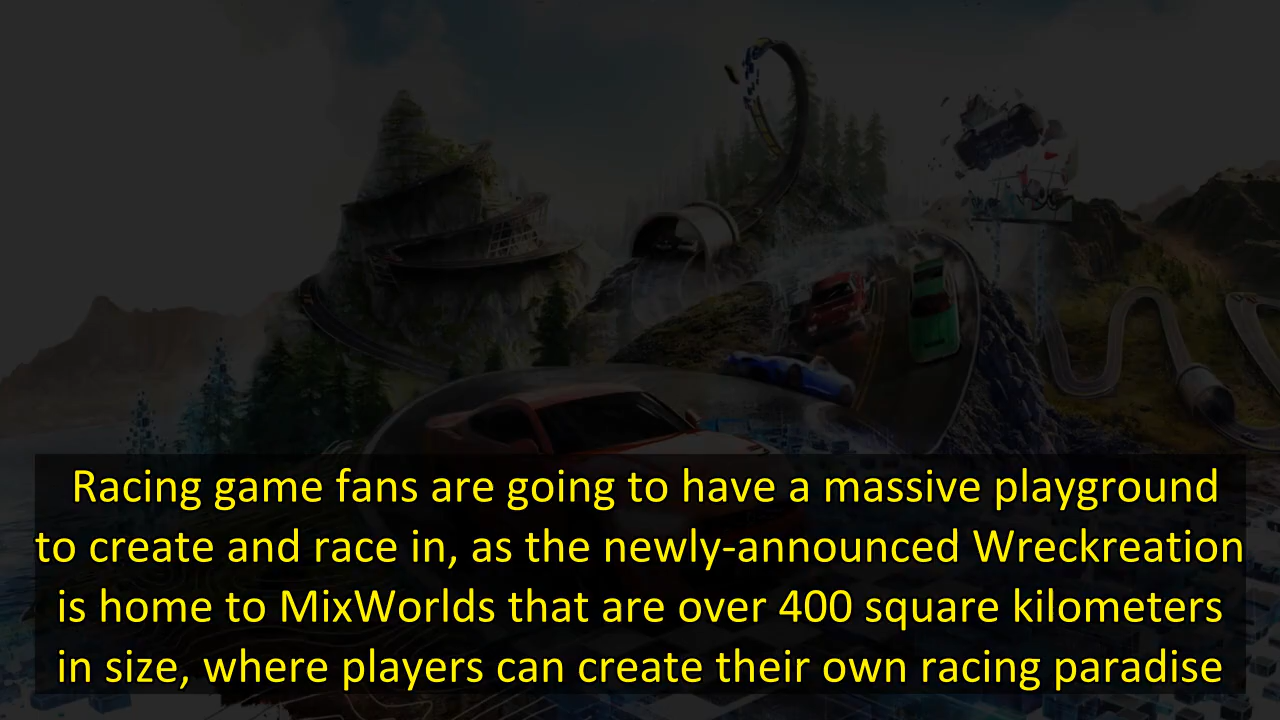 Racing game fans are going to have a massive playground
to create and race in, as the newly-announced Wreckreation
is home to MixWorlds that are over 400 square kilometers
in size, where players can create their own racing paradise